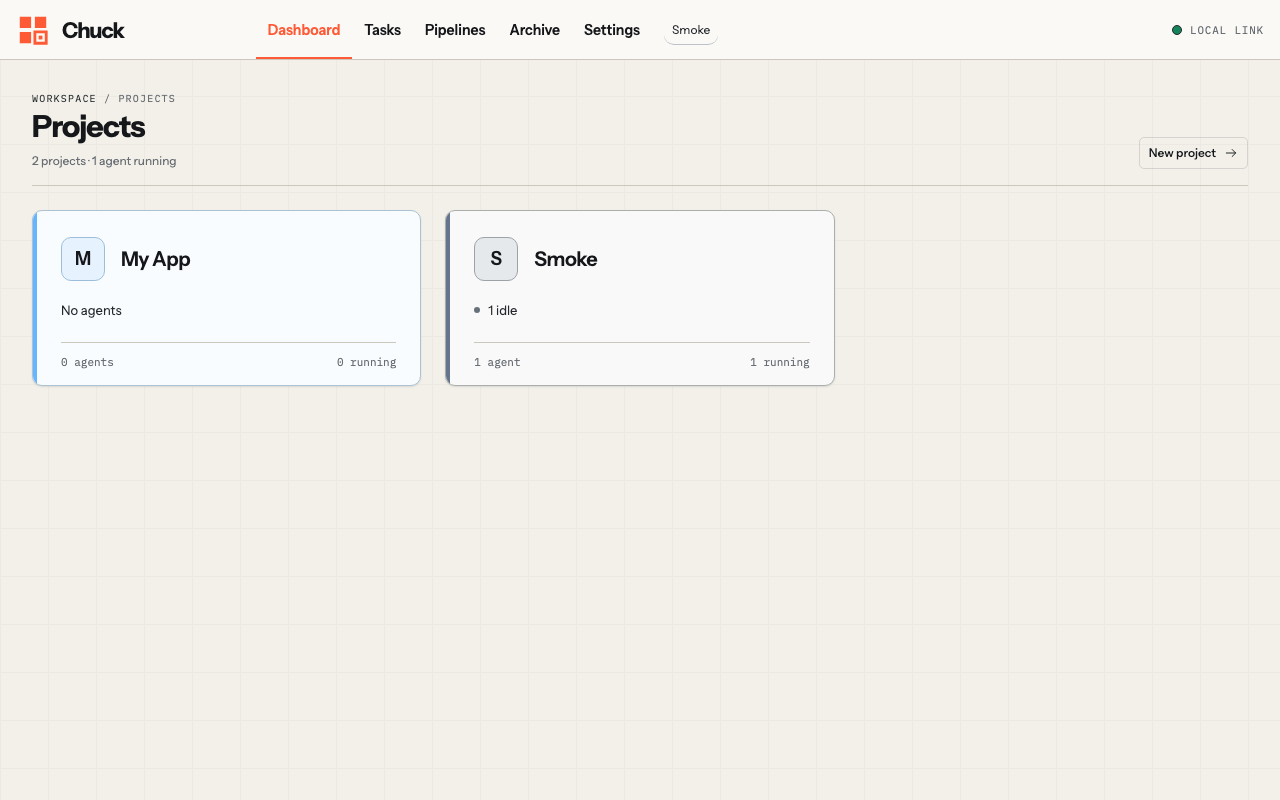 Chuck
Dashboard Tasks Pipelines Archive Settings Smoke
LOCAL LINK
WORKSPACE / PROJECTS
Projects
2 projects · 1 agent running
New project →
M My App
No agents
0 agents 0 running
S Smoke
1 idle
1 agent 1 running